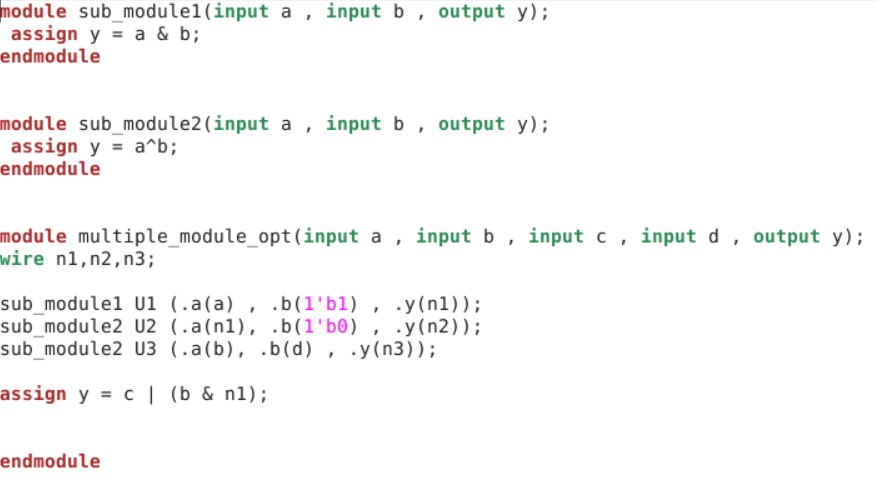 module sub_module1(input a , input b , output y);
assign y = a & b;
endmodule
module sub_module2(input a , input b , output y);
assign y = a^b;
endmodule
module multiple_module_opt(input a , input b , input c , input d , output y);
wire n1,n2,n3;
sub_module1 U1 (.a(a) , .b(1'b1) , .y(n1));
sub_module2 U2 (.a(n1), .b(1'b0) , .y(n2));
sub_module2 U3 (.a(b), .b(d) , .y(n3));
assign y = c | (b & n1);
endmodule